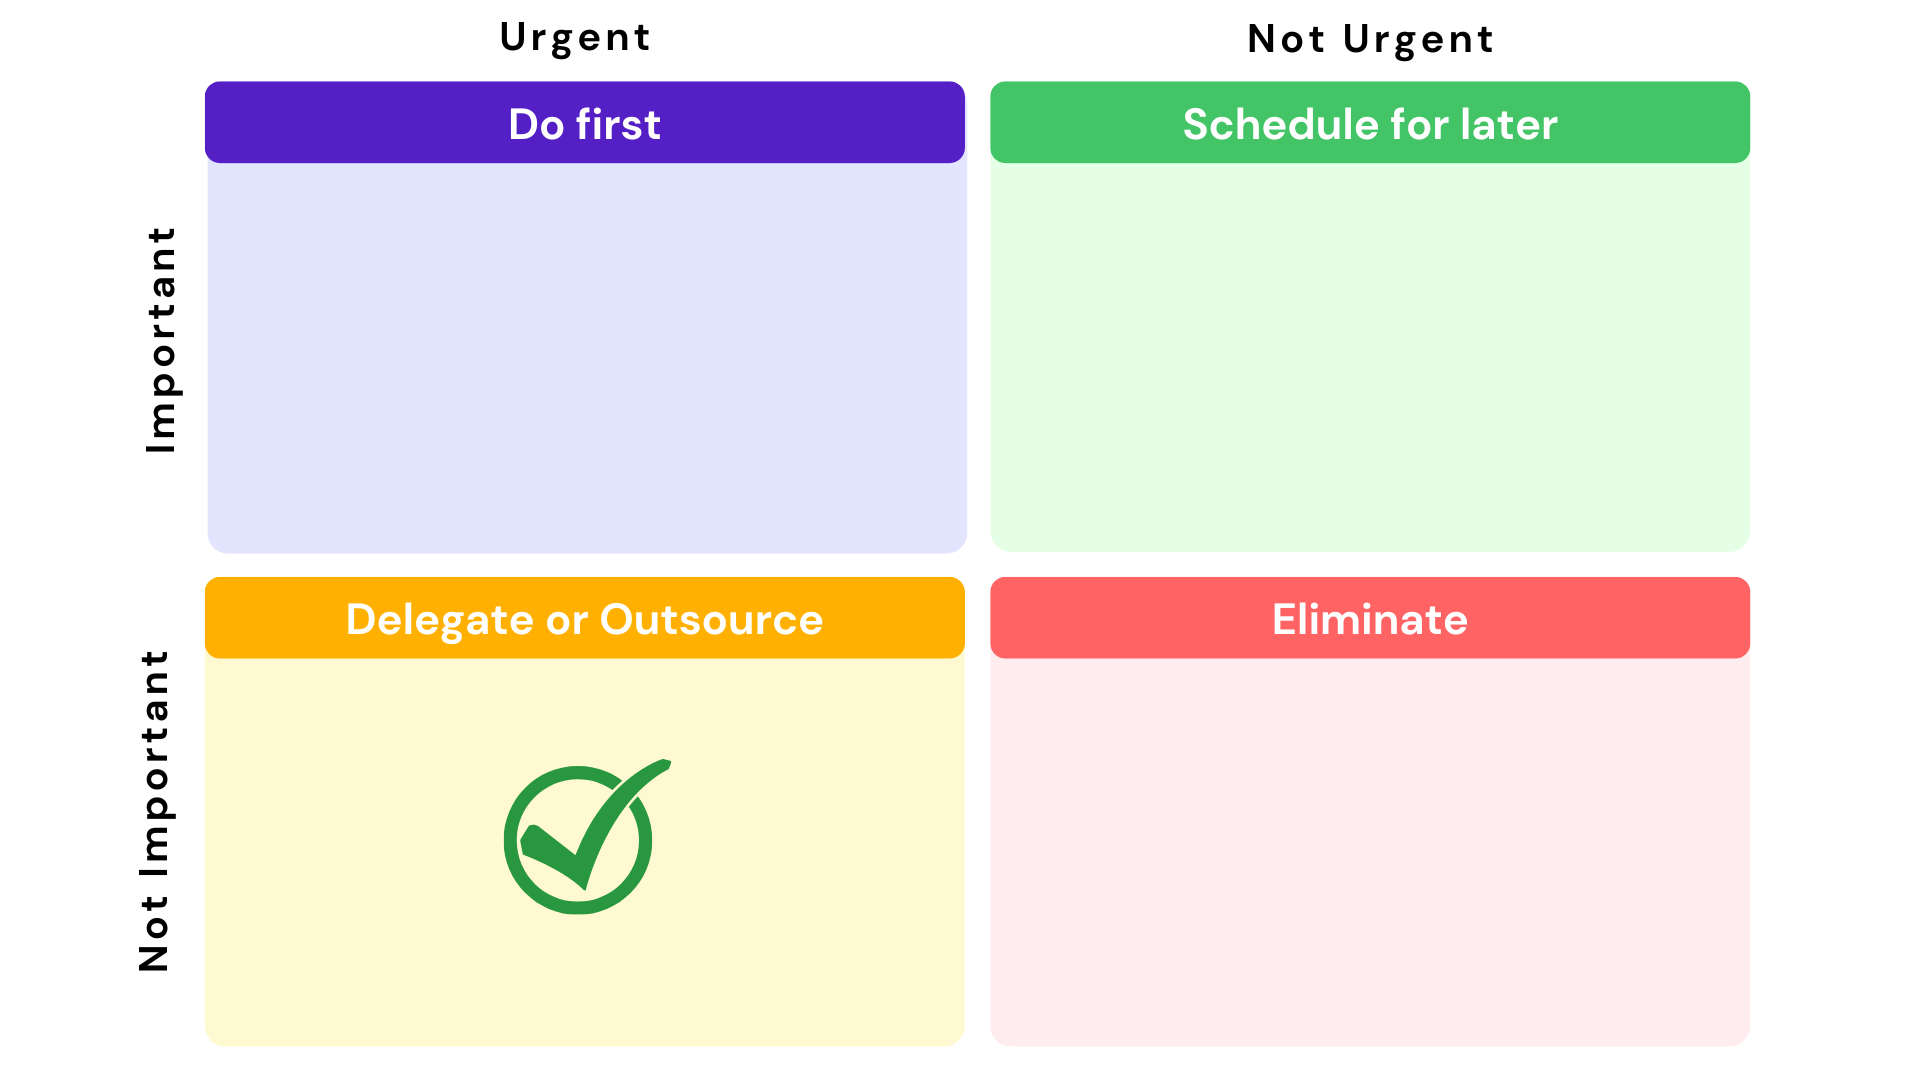 Urgent
Not Urgent
Do first
Schedule for later
Important
Delegate or Outsource
Eliminate
Not Important